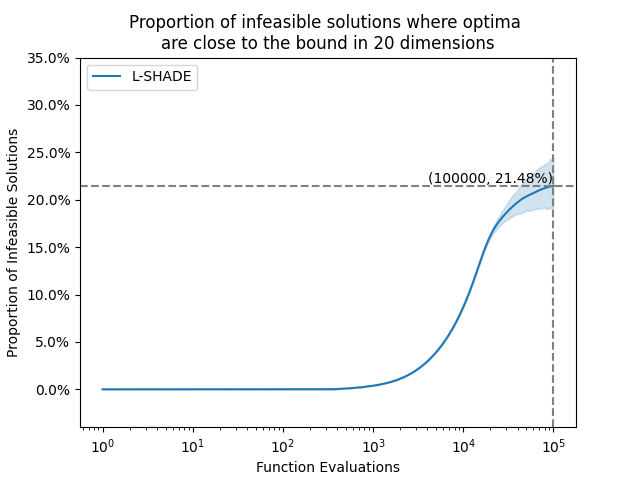 Proportion of infeasible solutions where optima
are close to the bound in 20 dimensions
35.0%
30.0%
25.0%
20.0%
15.0%
10.0%
5.0%
0.0%
Proportion of Infeasible Solutions
L-SHADE
(100000, 21.48%)
10⁰ 10¹ 10² 10³ 10⁴ 10⁵
Function Evaluations